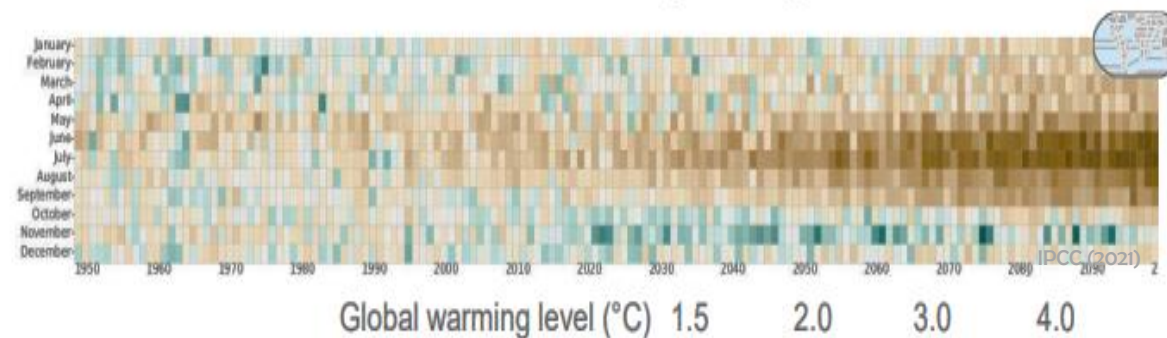 January
February
March
April
May
June
July
August
September
October
November
December
1950 1960 1970 1980 1990 2000 2010 2020 2030 2040 2050 2060 2070 2080 2090 2
IPCC (2021)
Global warming level (°C) 1.5 2.0 3.0 4.0